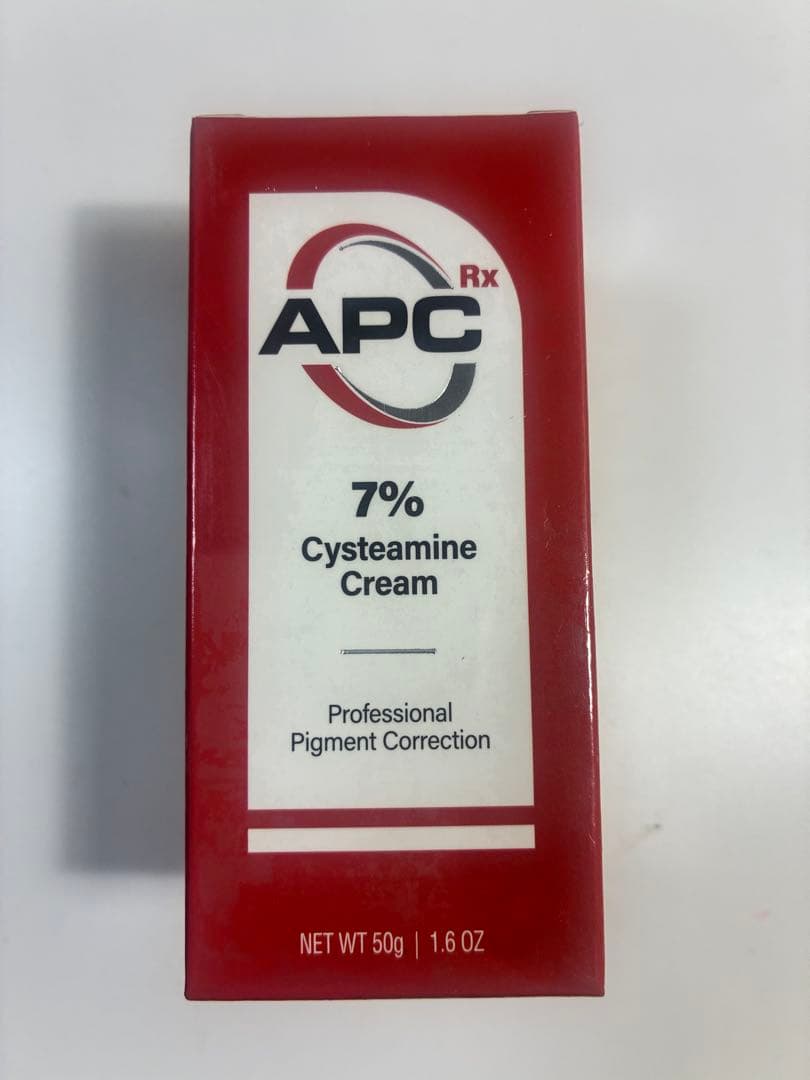 Rx
APC
7%
Cysteamine
Cream
Professional
Pigment Correction
NET WT 50g | 1.6 OZ